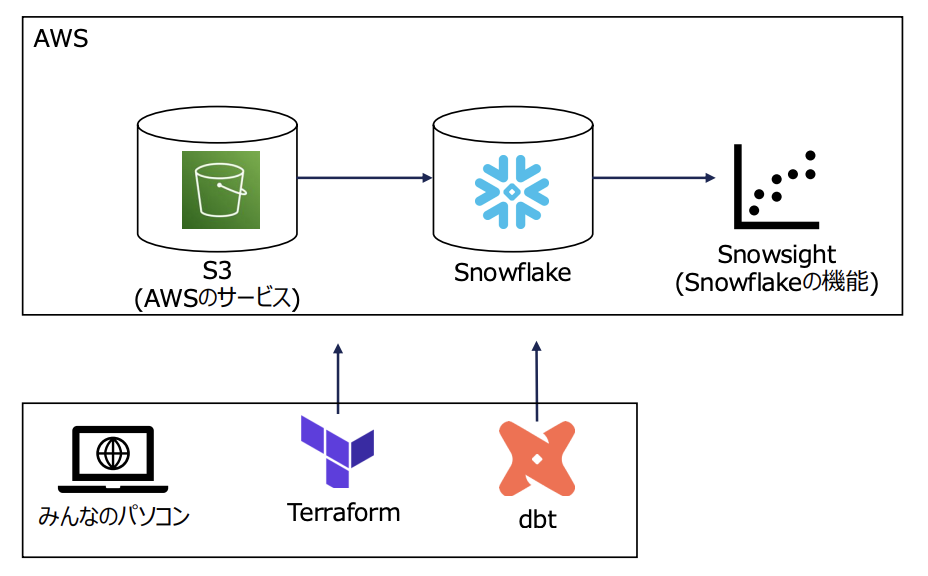 AWS
S3
(AWSのサービス)
Snowflake
Snowsight
(Snowflakeの機能)
みんなのパソコン
Terraform
dbt